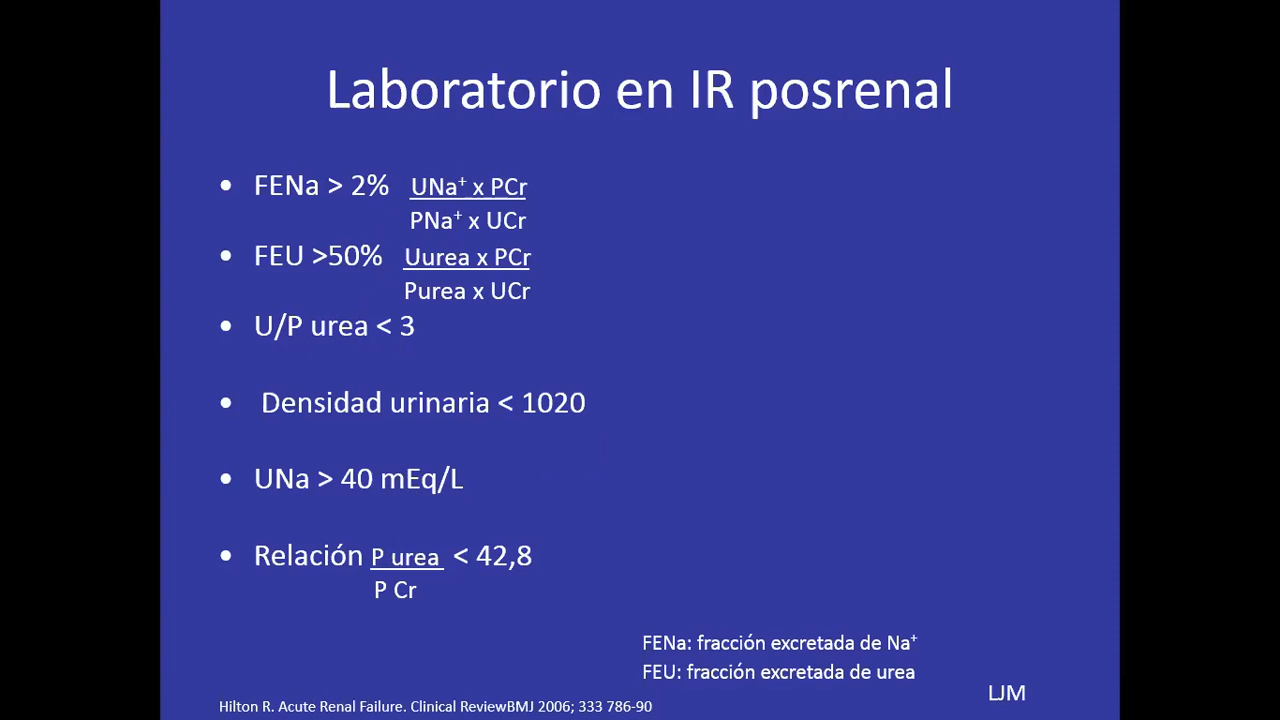 Laboratorio en IR posrenal
• FENa > 2% UNa⁺ x PCr
PNa⁺ x UCr
• FEU >50% Uurea x PCr
Purea x UCr
• U/P urea < 3
• Densidad urinaria < 1020
• UNa > 40 mEq/L
• Relación P urea < 42,8
P Cr
FENa: fracción excretada de Na⁺
FEU: fracción excretada de urea
LJM
Hilton R. Acute Renal Failure. Clinical ReviewBMJ 2006; 333 786-90